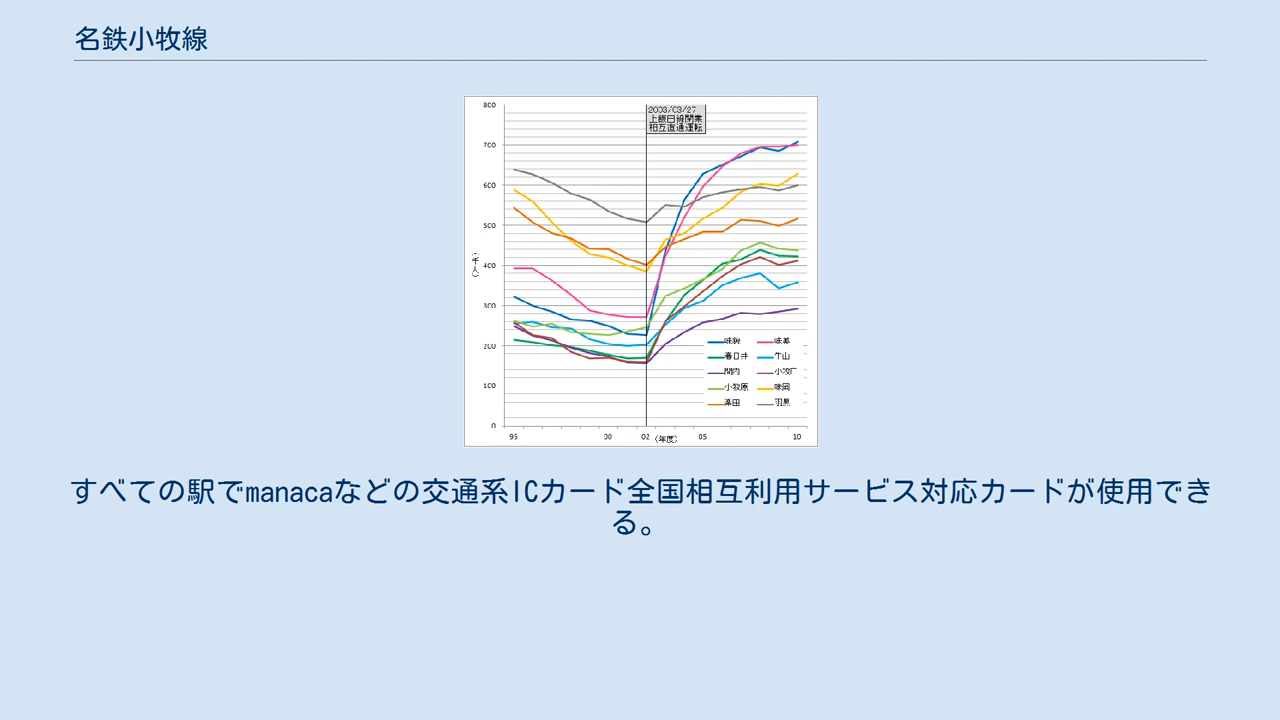 名鉄小牧線
800
2003/03/27
上飯田線開業
相互直通運転
700
600
500
400
300
200
100
0
味鋺
味美
春日井
牛山
間内
小牧口
小牧原
味岡
楽田
羽黒
95
00
02
(年度)
05
10
すべての駅でmanacaなどの交通系ICカード全国相互利用サービス対応カードが使用でき
る。